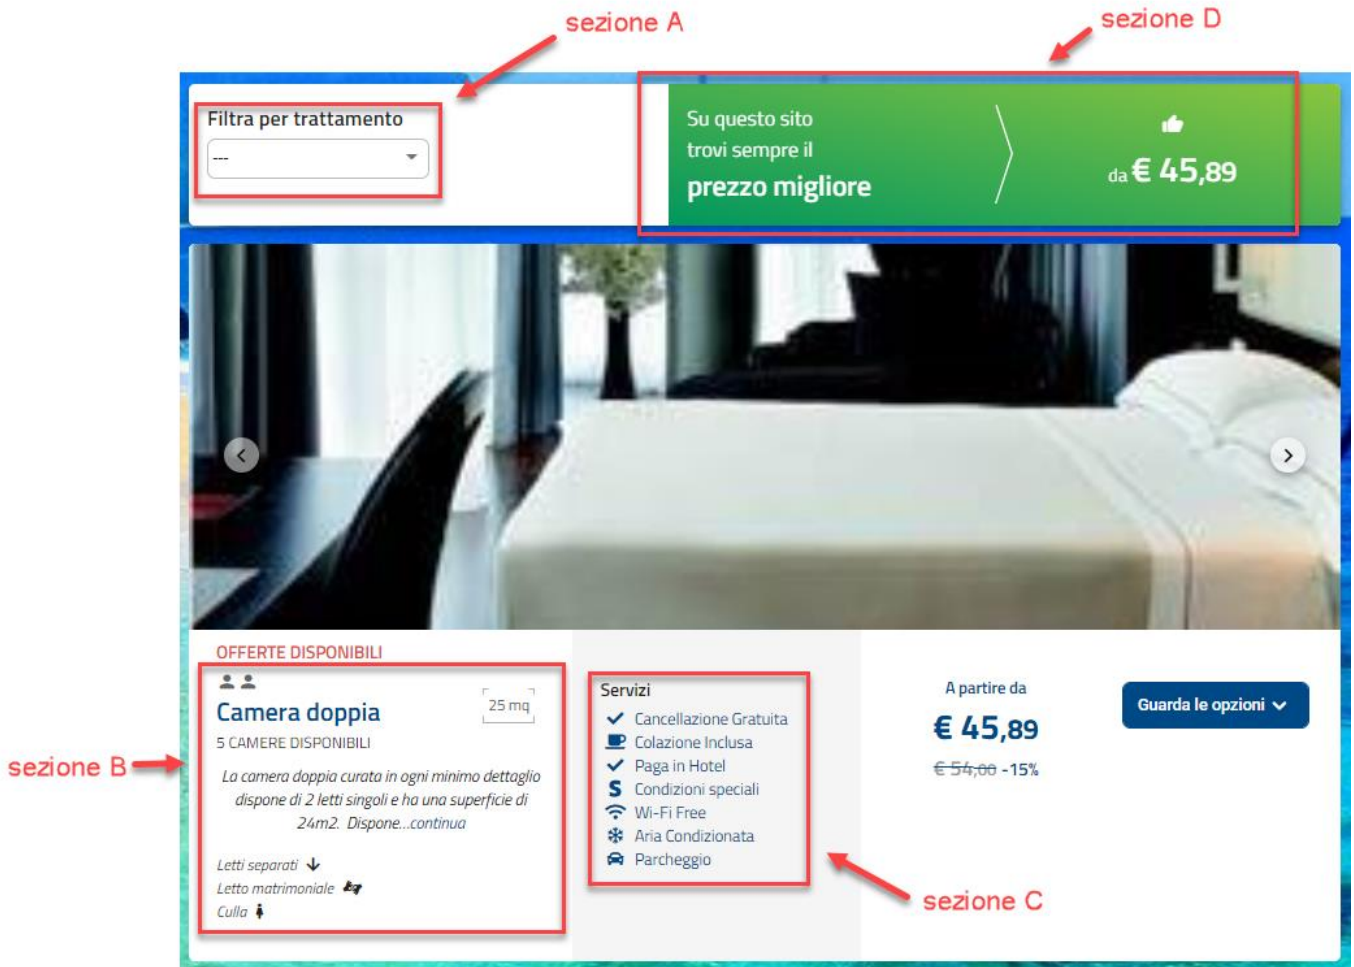 sezione A
sezione D
Filtra per trattamento
---
Su questo sito
trovi sempre il
prezzo migliore
da € 45,89
OFFERTE DISPONIBILI
Camera doppia
25 mq
5 CAMERE DISPONIBILI
La camera doppia curata in ogni minimo dettaglio
dispone di 2 letti singoli e ha una superficie di
24m2. Dispone...continua
Letti separati
Letto matrimoniale
Culla
sezione B
Servizi
Cancellazione Gratuita
Colazione Inclusa
Paga in Hotel
S Condizioni speciali
Wi-Fi Free
Aria Condizionata
Parcheggio
sezione C
A partire da
€ 45,89
€ 54,00 -15%
Guarda le opzioni